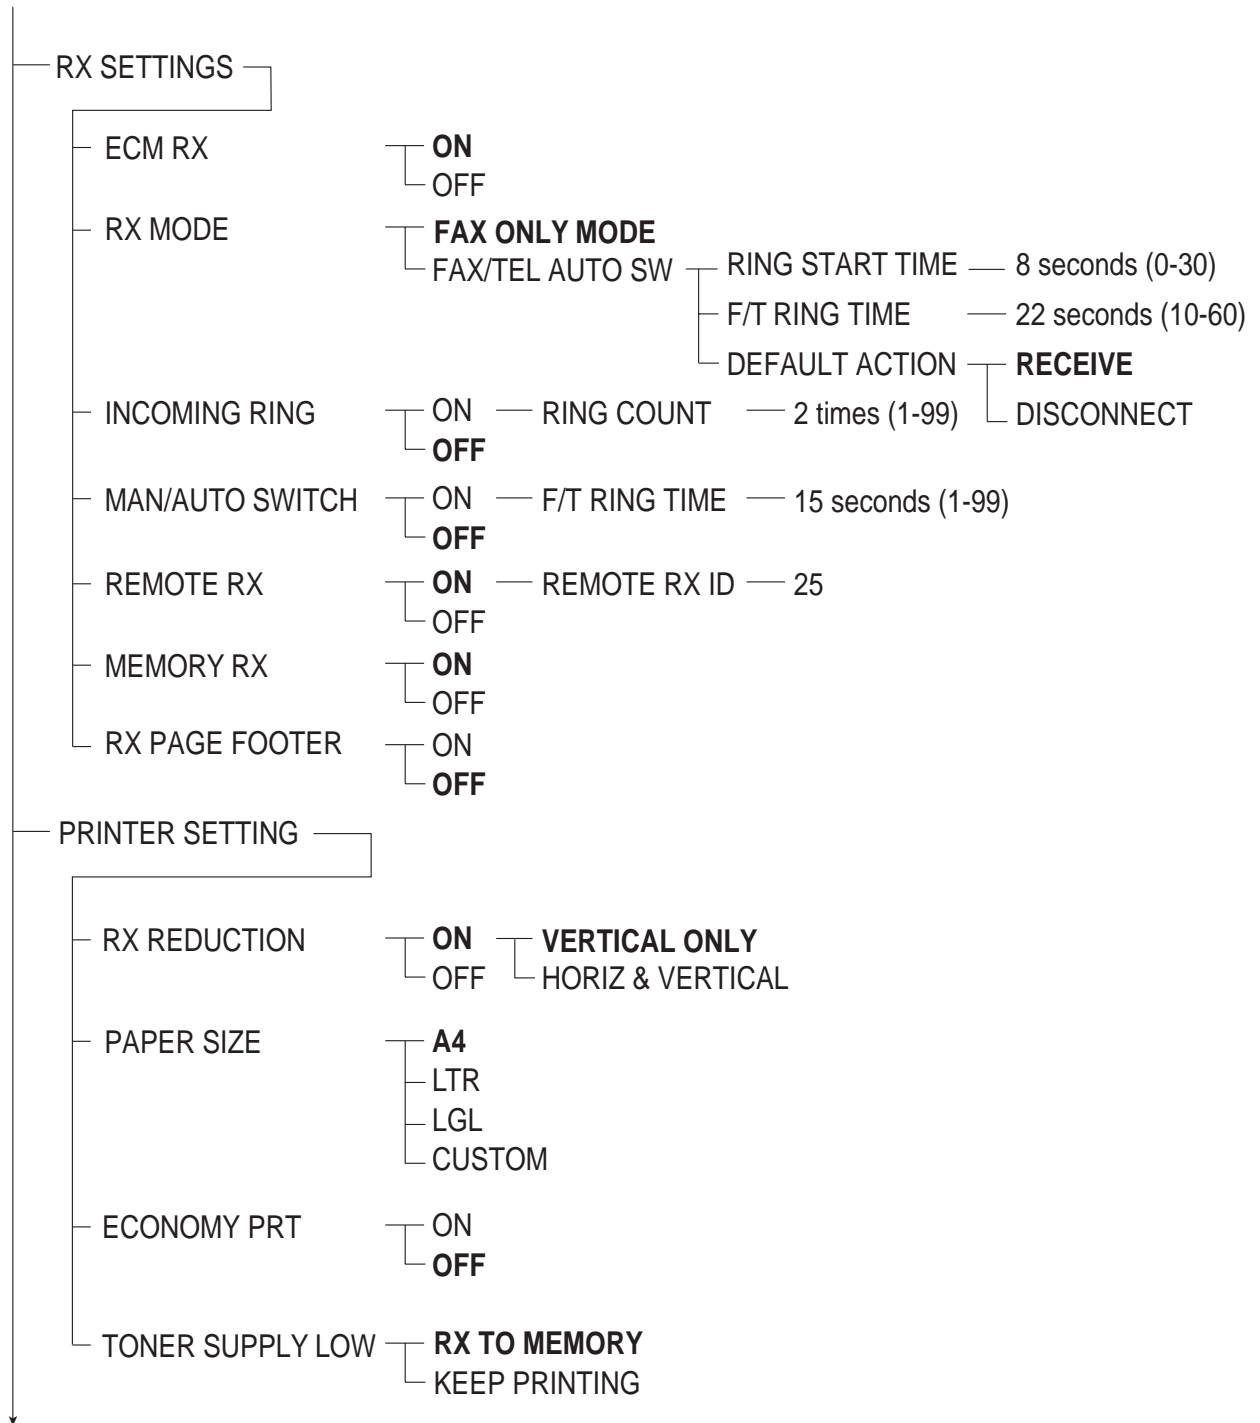 RX SETTINGS
ECM RX ON
OFF
RX MODE FAX ONLY MODE
FAX/TEL AUTO SW RING START TIME 8 seconds (0-30)
F/T RING TIME 22 seconds (10-60)
DEFAULT ACTION RECEIVE
INCOMING RING ON RING COUNT 2 times (1-99) DISCONNECT
OFF
MAN/AUTO SWITCH ON F/T RING TIME 15 seconds (1-99)
OFF
REMOTE RX ON REMOTE RX ID 25
OFF
MEMORY RX ON
OFF
RX PAGE FOOTER ON
OFF
PRINTER SETTING
RX REDUCTION ON VERTICAL ONLY
OFF HORIZ & VERTICAL
PAPER SIZE A4
LTR
LGL
CUSTOM
ECONOMY PRT ON
OFF
TONER SUPPLY LOW RX TO MEMORY
KEEP PRINTING